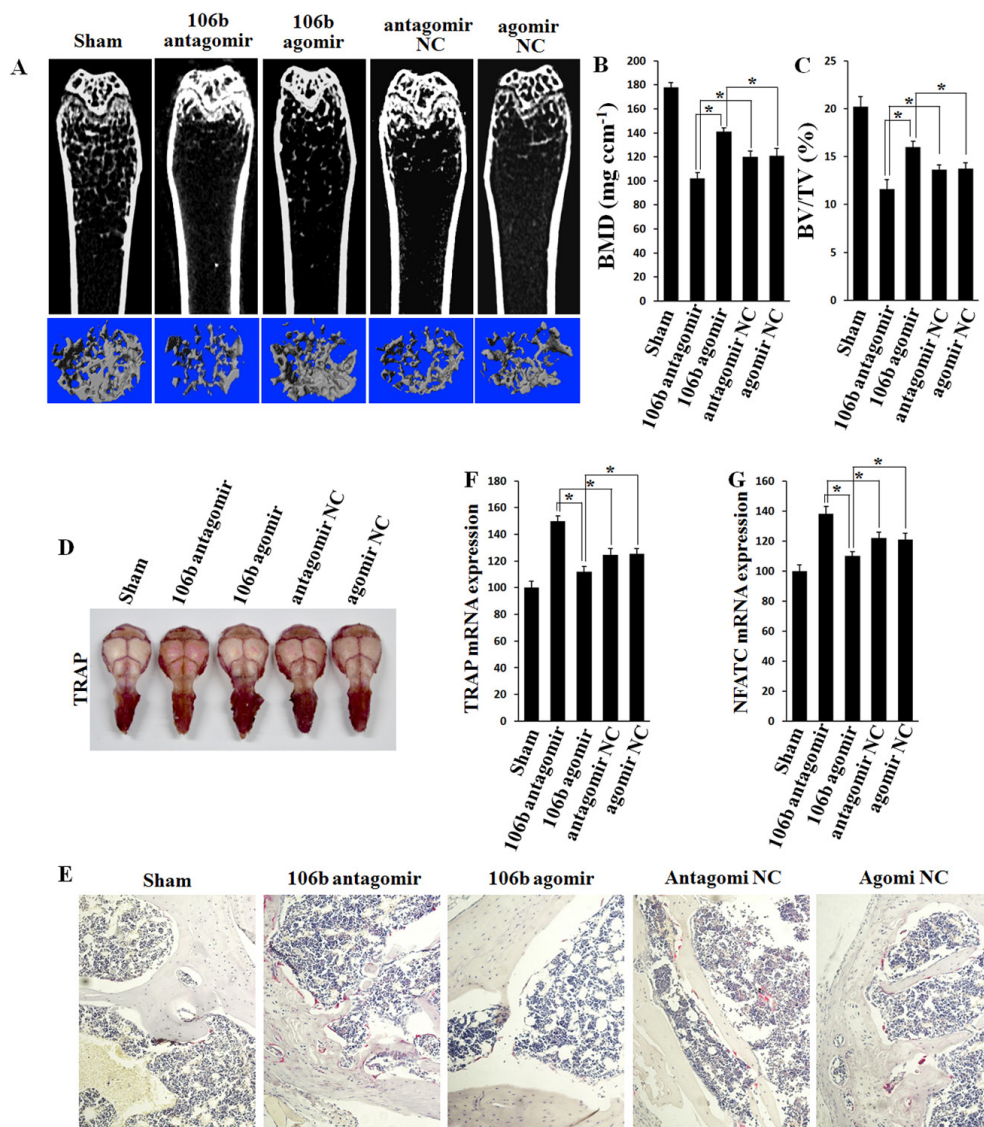 A
Sham
106b
antagomir
106b
agomir
antagomir
NC
agomir
NC
B
BMD (mg ccm-1)
200
180
160
140
120
100
80
60
40
20
0
* * *
Sham
106b antagomir
106b agomir
antagomir NC
agomir NC
C
BV/TV (%)
25
20
15
10
5
0
* * *
Sham
106b antagomir
106b agomir
antagomir NC
agomir NC
D
Sham
106b antagomir
106b agomir
antagomir NC
agomir NC
TRAP
F
TRAP mRNA expression
180
160
140
120
100
80
60
40
20
0
* * *
Sham
106b antagomir
106b agomir
antagomir NC
agomir NC
G
NFATC mRNA expression
160
140
120
100
80
60
40
20
0
* * *
Sham
106b antagomir
106b agomir
antagomir NC
agomir NC
E
Sham
106b antagomir
106b agomir
Antagomi NC
Agomi NC